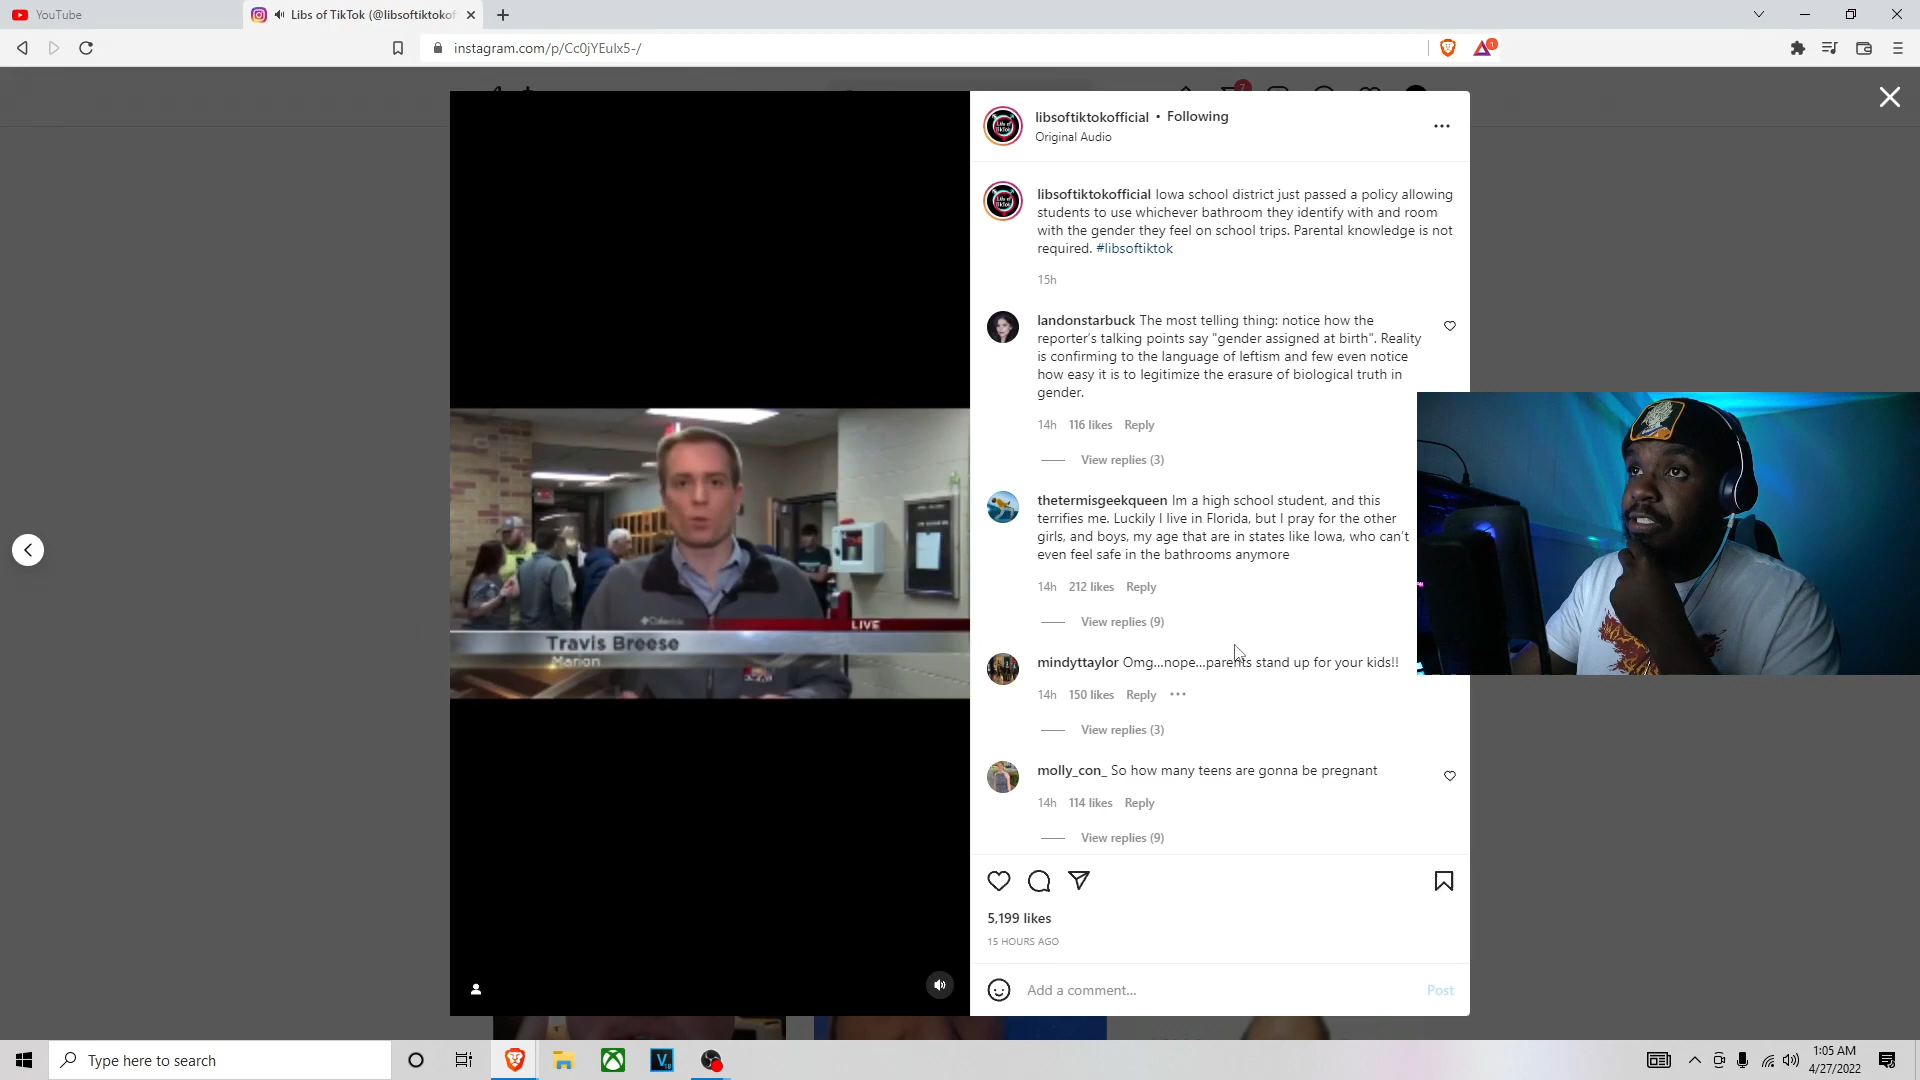 YouTube
Libs of TikTok (@libsoftiktokof
instagram.com/p/Cc0jYEuIx5-/
1
7
libsoftiktokofficial • Following
Original Audio
libsoftiktokofficial Iowa school district just passed a policy allowing
students to use whichever bathroom they identify with and room
with the gender they feel on school trips. Parental knowledge is not
required. #libsoftiktok
15h
landonstarbuck The most telling thing: notice how the
reporter's talking points say "gender assigned at birth". Reality
is confirming to the language of leftism and few even notice
how easy it is to legitimize the erasure of biological truth in
gender.
14h 116 likes Reply
View replies (3)
thetermisgeekqueen Im a high school student, and this
terrifies me. Luckily I live in Florida, but I pray for the other
girls, and boys, my age that are in states like Iowa, who can't
even feel safe in the bathrooms anymore
14h 212 likes Reply
View replies (9)
mindyttaylor Omg...nope...parents stand up for your kids!!
14h 150 likes Reply
View replies (3)
molly_con_ So how many teens are gonna be pregnant
14h 114 likes Reply
View replies (9)
5,199 likes
15 HOURS AGO
Add a comment...
Post
LIVE
Travis Breese
Marion
Type here to search
1:05 AM
4/27/2022